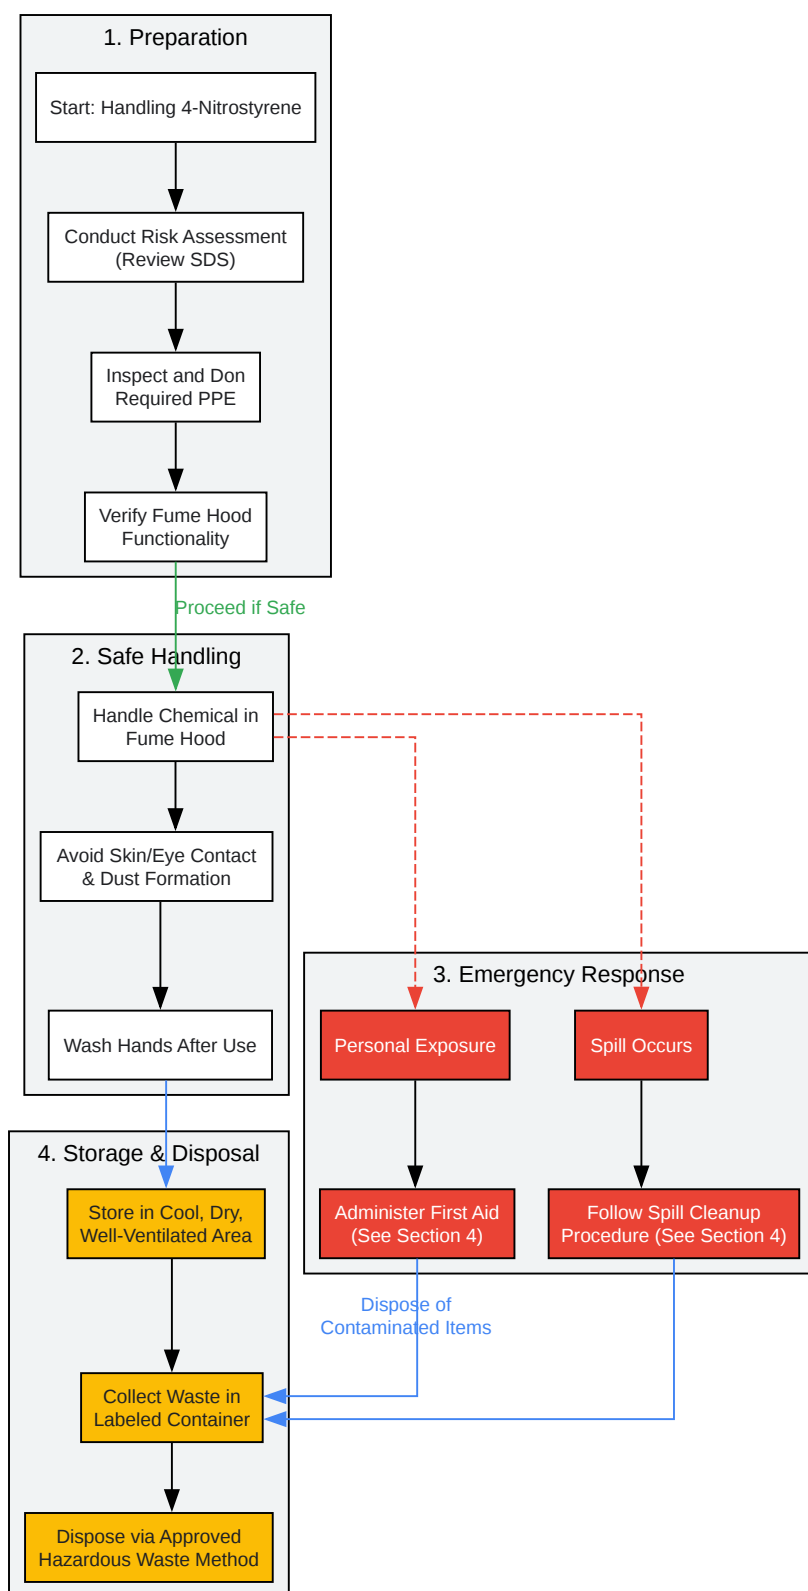 1. Preparation
Start: Handling 4-Nitrostyrene
Conduct Risk Assessment
(Review SDS)
Inspect and Don
Required PPE
Verify Fume Hood
Functionality
Proceed if Safe
2. Safe Handling
Handle Chemical in
Fume Hood
Avoid Skin/Eye Contact
& Dust Formation
Wash Hands After Use
3. Emergency Response
Personal Exposure
Spill Occurs
Administer First Aid
(See Section 4)
Follow Spill Cleanup
Procedure (See Section 4)
Dispose of
Contaminated Items
4. Storage & Disposal
Store in Cool, Dry,
Well-Ventilated Area
Collect Waste in
Labeled Container
Dispose via Approved
Hazardous Waste Method